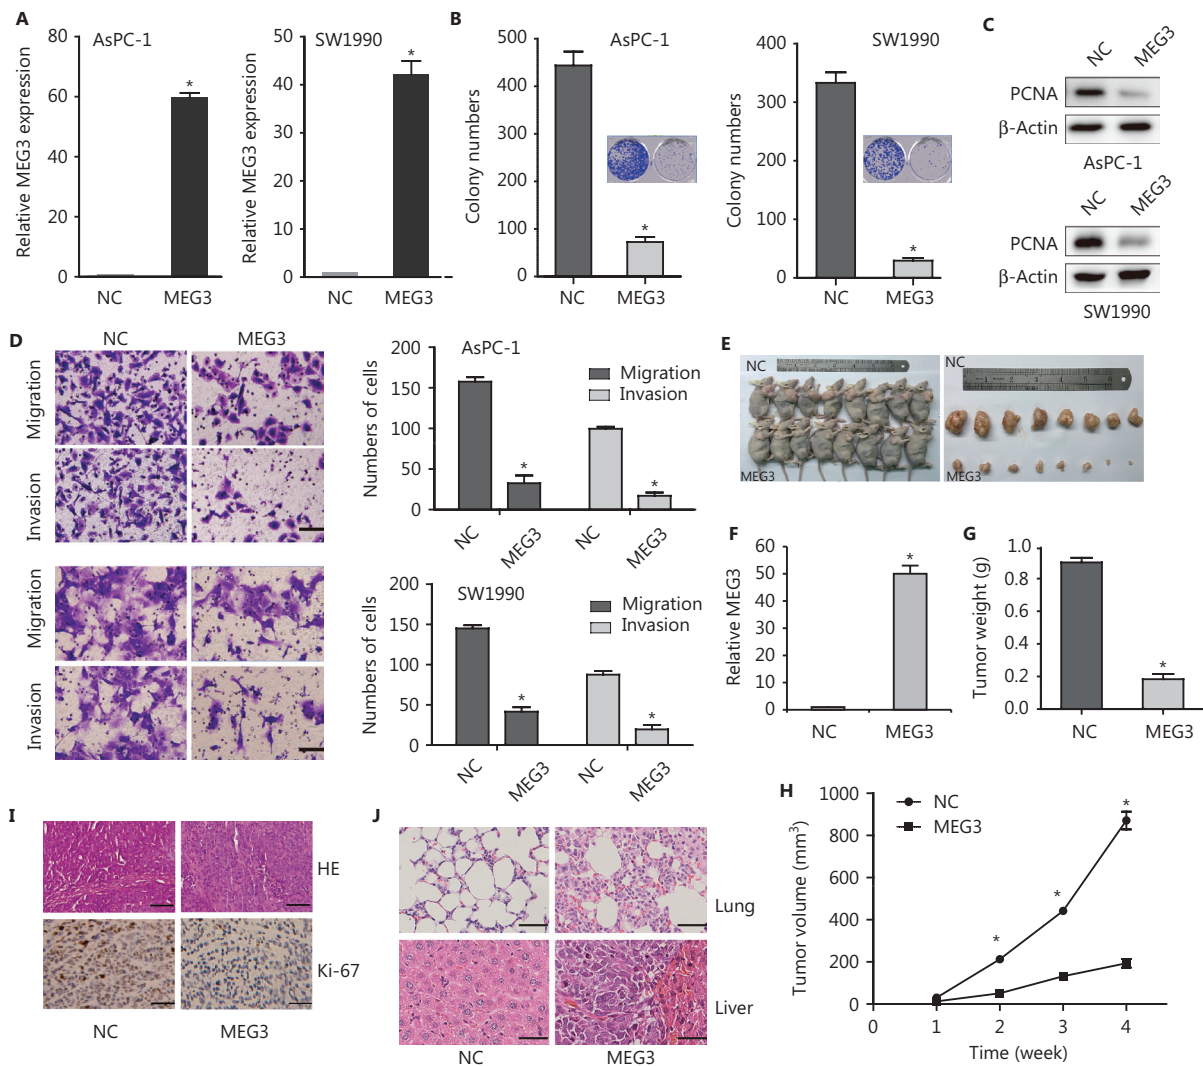 A
AsPC-1
Relative MEG3 expression
80
60
40
20
0
*
NC
MEG3
SW1990
Relative MEG3 expression
50
40
30
20
10
0
*
NC
MEG3
B
AsPC-1
Colony numbers
500
400
300
200
100
0
*
NC
MEG3
SW1990
Colony numbers
400
300
200
100
0
*
NC
MEG3
C
NC
MEG3
PCNA
β-Actin
AsPC-1
NC
MEG3
PCNA
β-Actin
SW1990
D
NC
MEG3
Migration
Invasion
Migration
Invasion
AsPC-1
Numbers of cells
200
150
100
50
0
Migration
Invasion
*
*
NC
MEG3
NC
MEG3
SW1990
Numbers of cells
200
150
100
50
0
Migration
Invasion
*
*
NC
MEG3
NC
MEG3
E
NC
MEG3
NC
MEG3
F
Relative MEG3
60
50
40
30
20
10
0
*
NC
MEG3
G
Tumor weight (g)
1.0
0.8
0.6
0.4
0.2
0.0
*
NC
MEG3
H
Tumor volume (mm³)
1000
800
600
400
200
0
NC
MEG3
*
*
*
0
1
2
3
4
Time (week)
I
HE
Ki-67
NC
MEG3
J
Lung
Liver
NC
MEG3